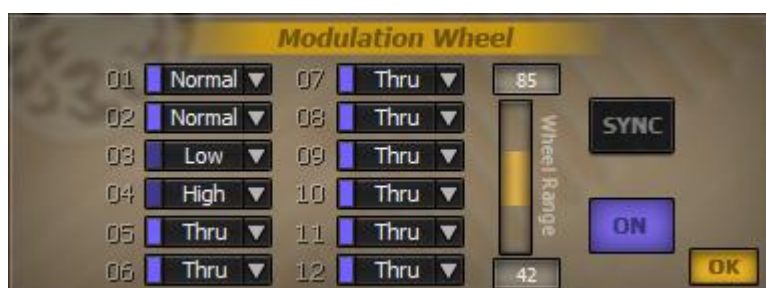 Modulation Wheel
01 Normal 07 Thru 85
02 Normal 08 Thru SYNC
03 Low 09 Thru
04 High 10 Thru
Wheel Range
05 Thru 11 Thru ON
06 Thru 12 Thru 42 OK